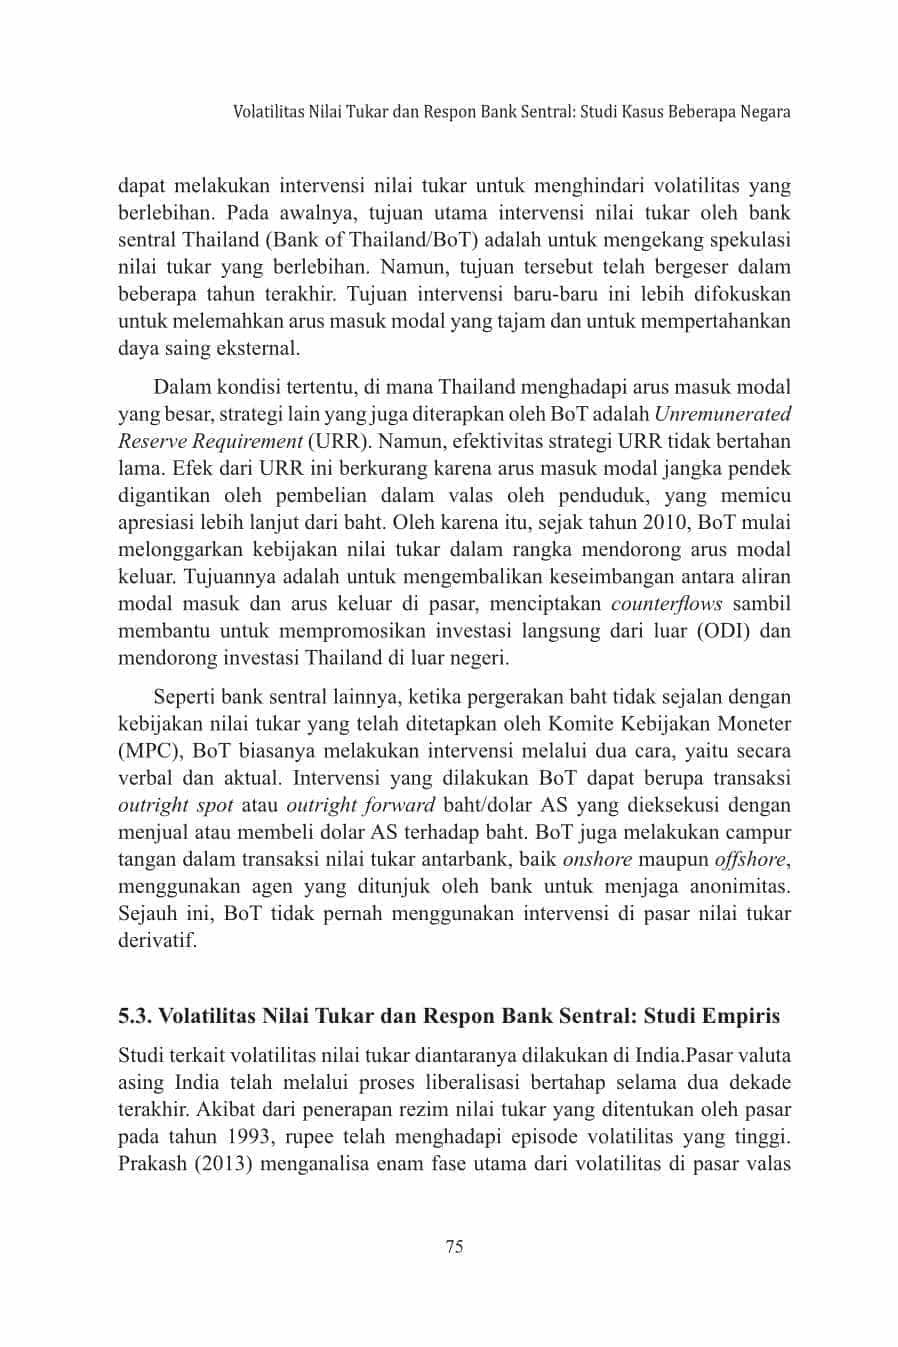 Volatilitas Nilai Tukar dan Respon Bank Sentral: Studi Kasus Beberapa Negara
dapat melakukan intervensi nilai tukar untuk menghindari volatilitas yang
berlebihan. Pada awalnya, tujuan utama intervensi nilai tukar oleh bank
sentral Thailand (Bank of Thailand/BoT) adalah untuk mengekang spekulasi
nilai tukar yang berlebihan. Namun, tujuan tersebut telah bergeser dalam
beberapa tahun terakhir. Tujuan intervensi baru-baru ini lebih difokuskan
untuk melemahkan arus masuk modal yang tajam dan untuk mempertahankan
daya saing eksternal.
Dalam kondisi tertentu, di mana Thailand menghadapi arus masuk modal
yang besar, strategi lain yang juga diterapkan oleh BoT adalah Unremunerated
Reserve Requirement (URR). Namun, efektivitas strategi URR tidak bertahan
lama. Efek dari URR ini berkurang karena arus masuk modal jangka pendek
digantikan oleh pembelian dalam valas oleh penduduk, yang memicu
apresiasi lebih lanjut dari baht. Oleh karena itu, sejak tahun 2010, BoT mulai
melonggarkan kebijakan nilai tukar dalam rangka mendorong arus modal
keluar. Tujuannya adalah untuk mengembalikan keseimbangan antara aliran
modal masuk dan arus keluar di pasar, menciptakan counterflows sambil
membantu untuk mempromosikan investasi langsung dari luar (ODI) dan
mendorong investasi Thailand di luar negeri.
Seperti bank sentral lainnya, ketika pergerakan baht tidak sejalan dengan
kebijakan nilai tukar yang telah ditetapkan oleh Komite Kebijakan Moneter
(MPC), BoT biasanya melakukan intervensi melalui dua cara, yaitu secara
verbal dan aktual. Intervensi yang dilakukan BoT dapat berupa transaksi
outright spot atau outright forward baht/dolar AS yang dieksekusi dengan
menjual atau membeli dolar AS terhadap baht. BoT juga melakukan campur
tangan dalam transaksi nilai tukar antarbank, baik onshore maupun offshore,
menggunakan agen yang ditunjuk oleh bank untuk menjaga anonimitas.
Sejauh ini, BoT tidak pernah menggunakan intervensi di pasar nilai tukar
derivatif.
5.3. Volatilitas Nilai Tukar dan Respon Bank Sentral: Studi Empiris
Studi terkait volatilitas nilai tukar diantaranya dilakukan di India.Pasar valuta
asing India telah melalui proses liberalisasi bertahap selama dua dekade
terakhir. Akibat dari penerapan rezim nilai tukar yang ditentukan oleh pasar
pada tahun 1993, rupee telah menghadapi episode volatilitas yang tinggi.
Prakash (2013) menganalisa enam fase utama dari volatilitas di pasar valas
75